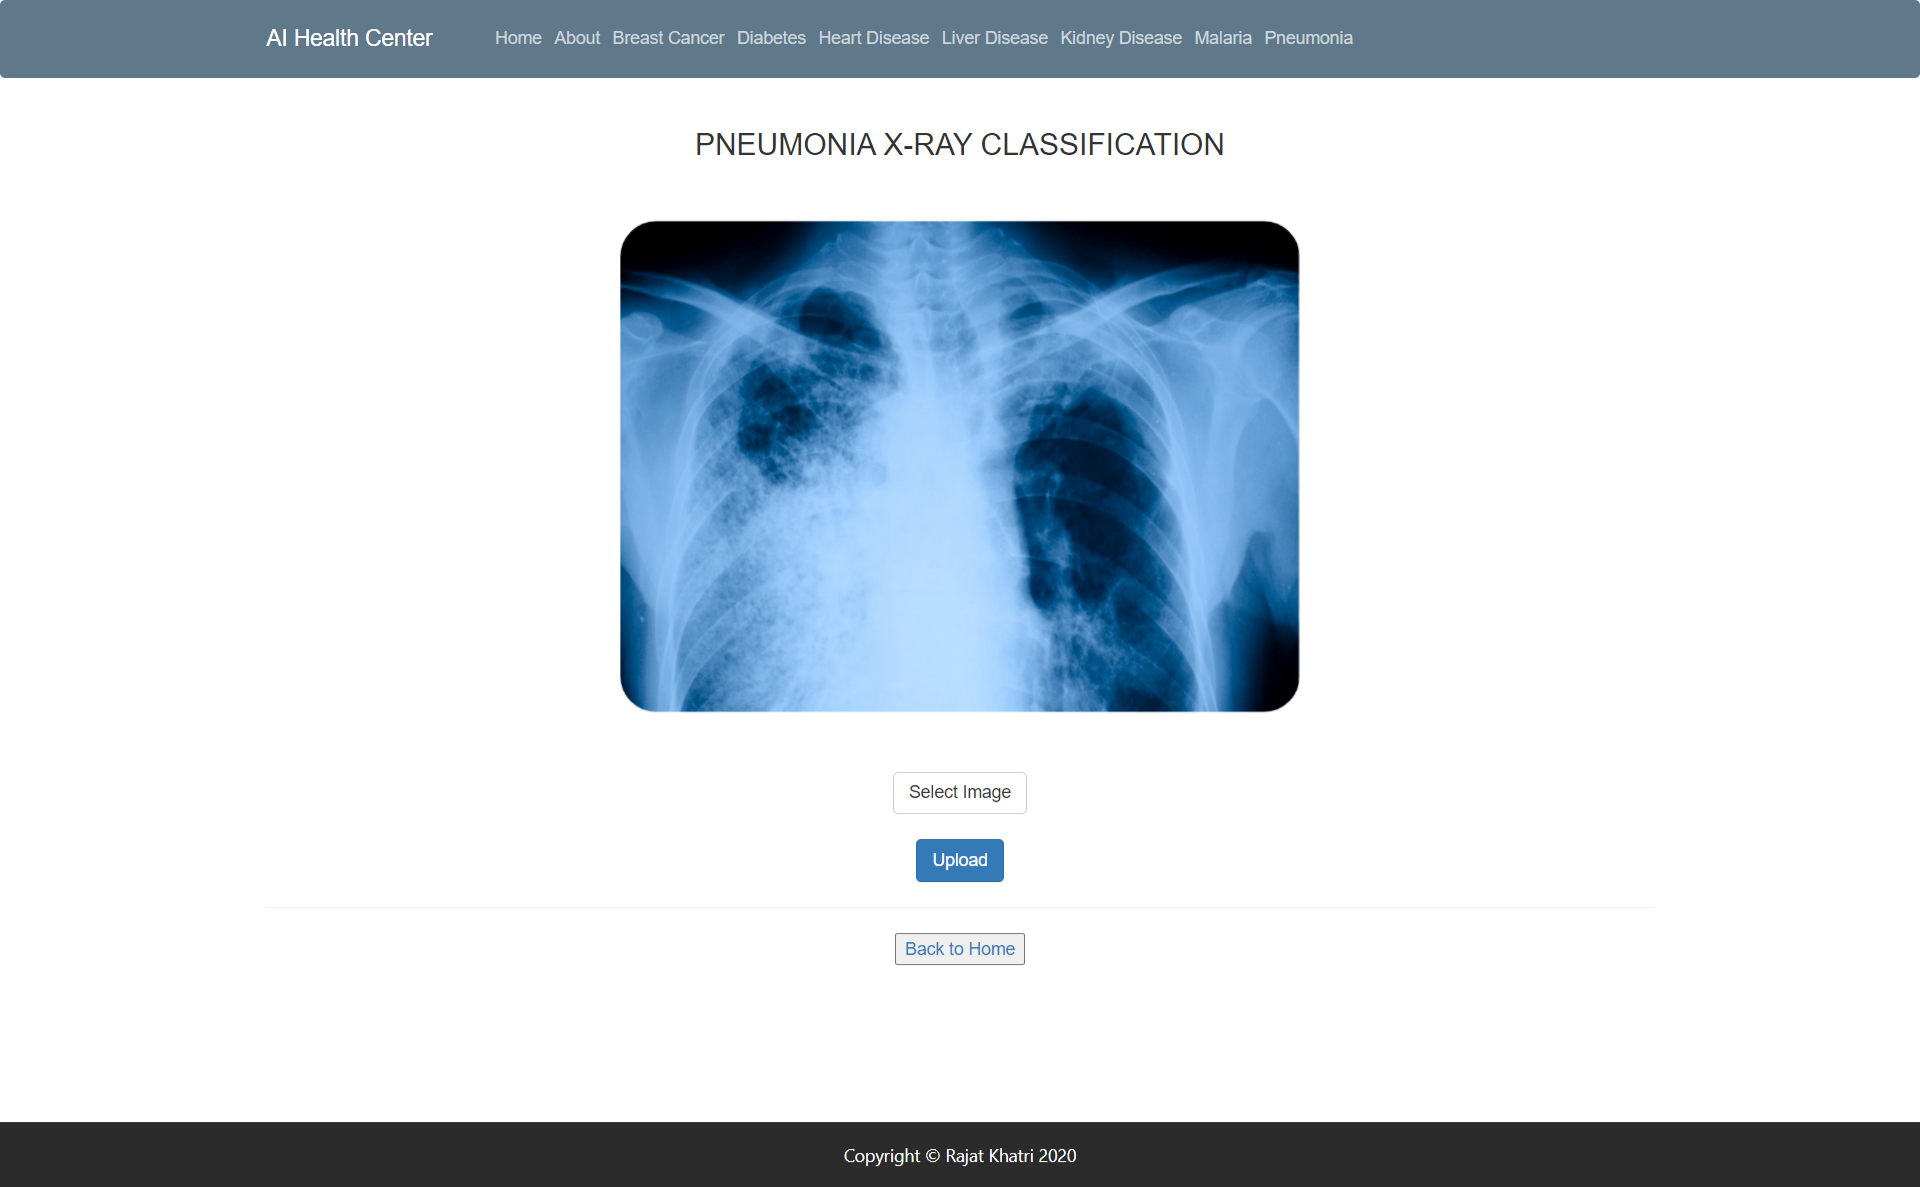 AI Health Center Home About Breast Cancer Diabetes Heart Disease Liver Disease Kidney Disease Malaria Pneumonia
PNEUMONIA X-RAY CLASSIFICATION
Select Image
Upload
Back to Home
Copyright © Rajat Khatri 2020